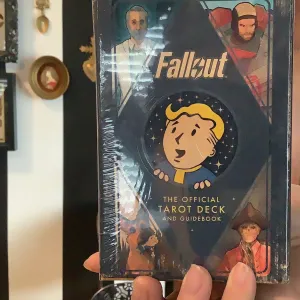 Fallout
THE OFFICIAL
TAROT DECK
AND GUIDEBOOK